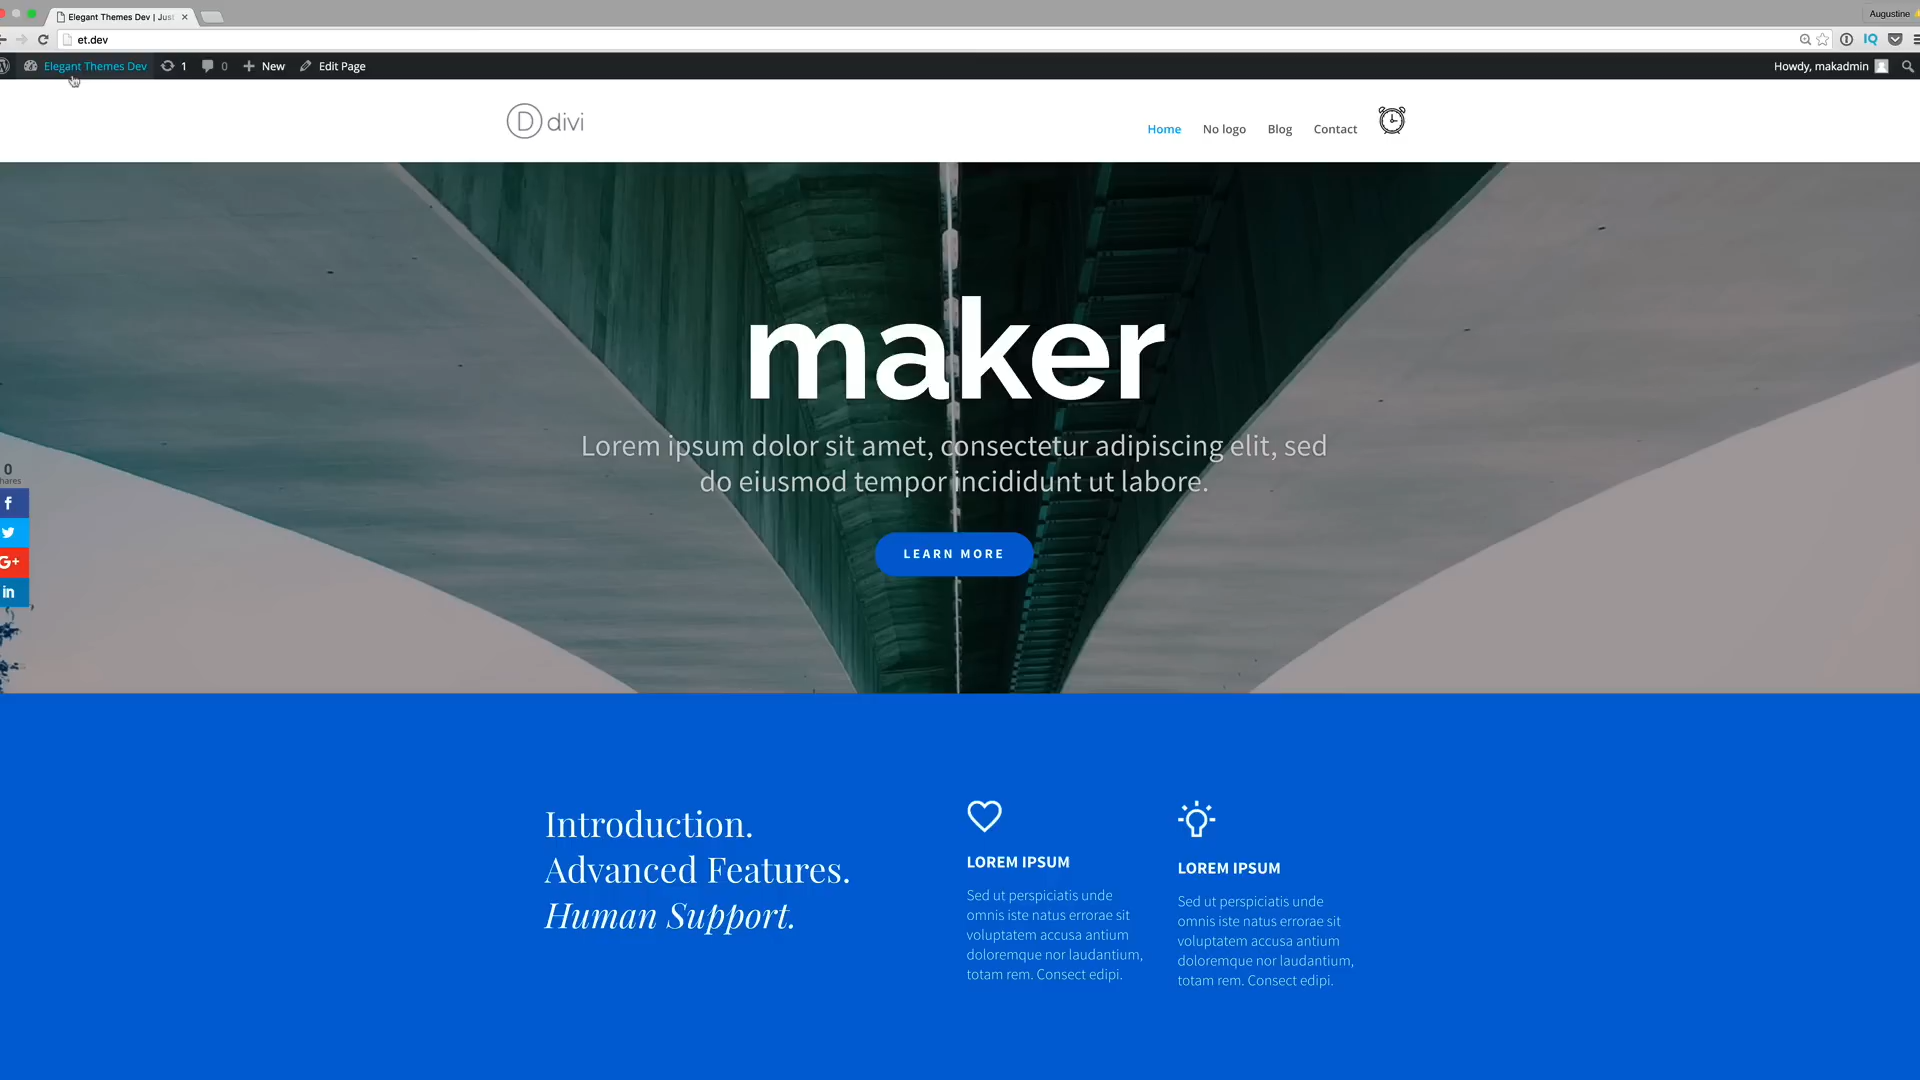 Elegant Themes Dev | Just
Augustine
et.dev
IQ
Elegant Themes Dev
1
0
New
Edit Page
Howdy, makadmin
D divi
Home
No logo
Blog
Contact
maker
Lorem ipsum dolor sit amet, consectetur adipiscing elit, sed
do eiusmod tempor incididunt ut labore.
LEARN MORE
0
hares
f
G+
in
Introduction.
Advanced Features.
Human Support.
LOREM IPSUM
Sed ut perspiciatis unde
omnis iste natus errorae sit
voluptatem accusa antium
doloremque nor laudantium,
totam rem. Consect edipi.
LOREM IPSUM
Sed ut perspiciatis unde
omnis iste natus errorae sit
voluptatem accusa antium
doloremque nor laudantium,
totam rem. Consect edipi.